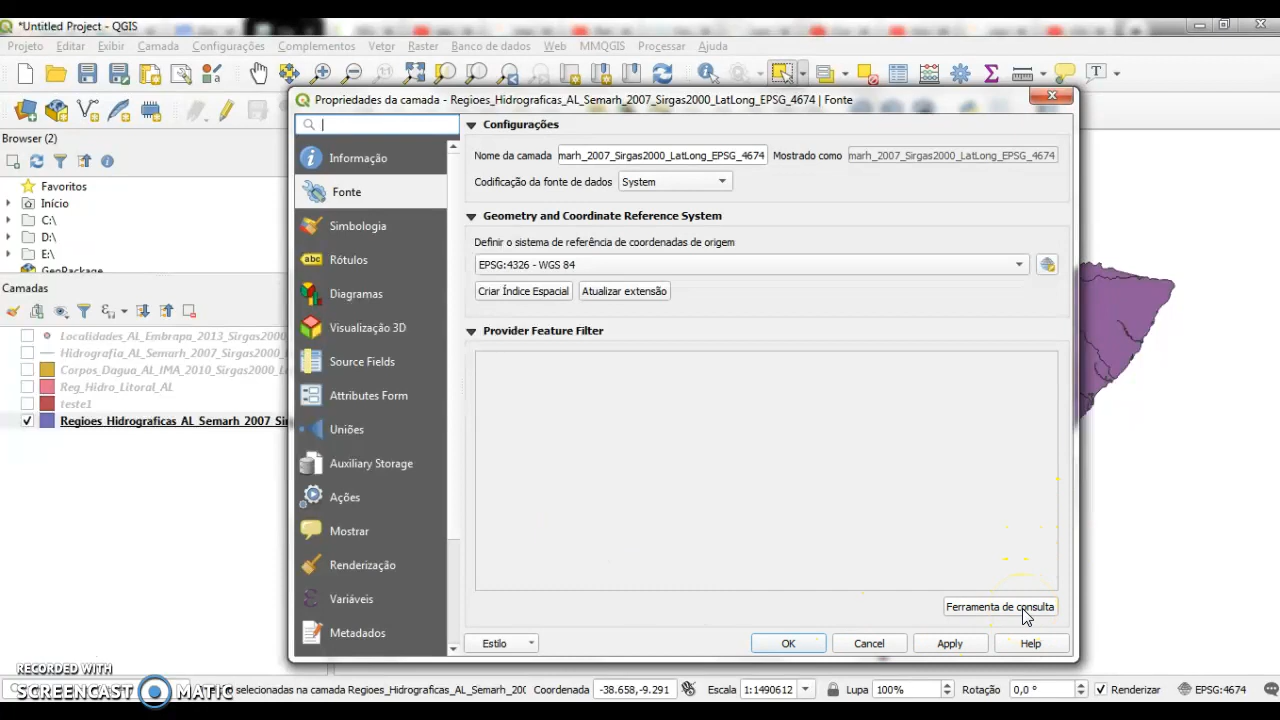 *Untitled Project - QGIS
Projeto Editar Exibir Camada Configurações Complementos Vetor Raster Banco de dados Web MMQGIS Processar Ajuda
Propriedades da camada - Regioes_Hidrograficas_AL_Semarh_2007_Sirgas2000_LatLong_EPSG_4674 | Fonte
Browser (2)
Favoritos
Início
C:\
D:\
E:\
GeoPackage
Camadas
Localidades_AL_Embrapa_2013_Sirgas2000
Hidrografia_AL_Semarh_2007_Sirgas2000
Corpos_Dagua_AL_IMA_2010_Sirgas2000_L
Reg_Hidro_Litoral_AL
teste1
Regioes_Hidrograficas_AL_Semarh_2007_Si
Informação
Fonte
Simbologia
abc Rótulos
Diagramas
Visualização 3D
Source Fields
Attributes Form
Uniões
Auxiliary Storage
Ações
Mostrar
Renderização
Variáveis
Metadados
Configurações
Nome da camada marh_2007_Sirgas2000_LatLong_EPSG_4674 Mostrado como marh_2007_Sirgas2000_LatLong_EPSG_4674
Codificação da fonte de dados System
Geometry and Coordinate Reference System
Definir o sistema de referência de coordenadas de origem
EPSG:4326 - WGS 84
Criar Índice Espacial Atualizar extensão
Provider Feature Filter
Ferramenta de consulta
Estilo OK Cancel Apply Help
RECORDED WITH
SCREENCAST MATIC
selecionadas na camada Regioes_Hidrograficas_AL_Semarh_200 Coordenada -38.658,-9.291 Escala 1:1490612 Lupa 100% Rotação 0,0 ° Renderizar EPSG:4674